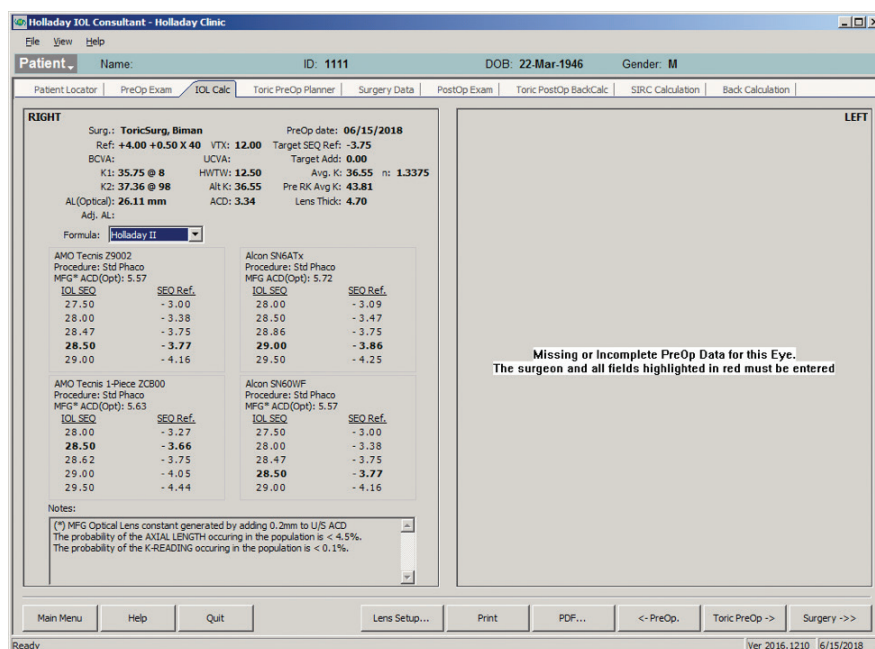 Holladay IOL Consultant - Holladay Clinic
File View Help
Patient Name: ID: 1111 DOB: 22-Mar-1946 Gender: M
Patient Locator PreOp Exam IOL Calc Toric PreOp Planner Surgery Data PostOp Exam Toric PostOp BackCalc SIRC Calculation Back Calculation
RIGHT
Surg.: ToricSurg, Biman PreOp date: 06/15/2018
Ref: +4.00 +0.50 X 40 VTX: 12.00 Target SEQ Ref: -3.75
BCVA: UCVA: Target Add: 0.00
K1: 35.75 @ 8 HWTW: 12.50 Avg. K: 36.55 n: 1.3375
K2: 37.36 @ 98 Alt K: 36.55 Pre RK Avg K: 43.81
AL(Optical): 26.11 mm ACD: 3.34 Lens Thick: 4.70
Adj. AL:
Formula: Holladay II
AMO Tecnis Z9002
Procedure: Std Phaco
MFG* ACD(Opt): 5.57
IOL SEQ SEQ Ref.
27.50 - 3.00
28.00 - 3.38
28.47 - 3.75
28.50 - 3.77
29.00 - 4.16
Alcon SN6ATx
Procedure: Std Phaco
MFG ACD(Opt): 5.72
IOL SEQ SEQ Ref.
28.00 - 3.09
28.50 - 3.47
28.86 - 3.75
29.00 - 3.86
29.50 - 4.25
AMO Tecnis 1-Piece ZCB00
Procedure: Std Phaco
MFG* ACD(Opt): 5.63
IOL SEQ SEQ Ref.
28.00 - 3.27
28.50 - 3.66
28.62 - 3.75
29.00 - 4.05
29.50 - 4.44
Alcon SN60WF
Procedure: Std Phaco
MFG* ACD(Opt): 5.57
IOL SEQ SEQ Ref.
27.50 - 3.00
28.00 - 3.38
28.47 - 3.75
28.50 - 3.77
29.00 - 4.16
Notes:
(*) MFG Optical Lens constant generated by adding 0.2mm to U/S ACD
The probability of the AXIAL LENGTH occuring in the population is < 4.5%.
The probability of the K-READING occuring in the population is < 0.1%.
LEFT
Missing or Incomplete PreOp Data for this Eye.
The surgeon and all fields highlighted in red must be entered
Main Menu Help Quit Lens Setup... Print PDF... <- PreOp. Toric PreOp -> Surgery ->>
Ready Ver 2016.1210 6/15/2018